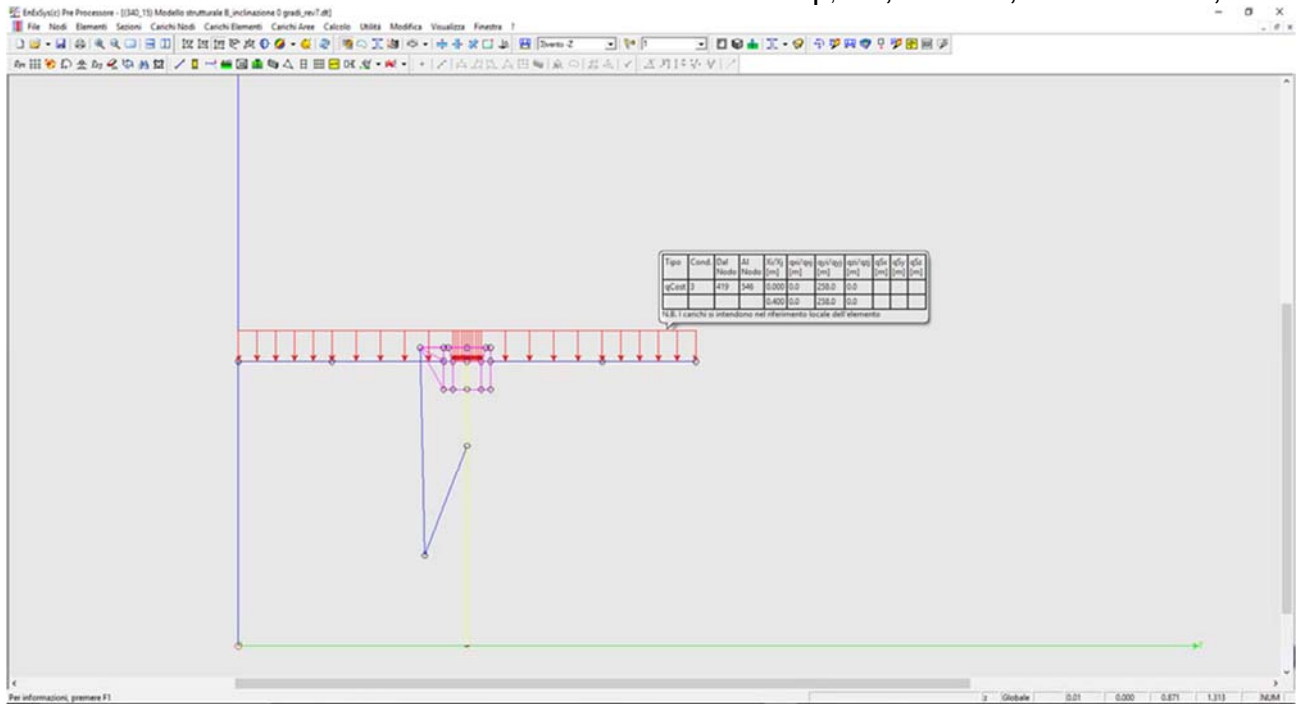 EnExSys(c) Pre Processore - [(340_15) Modello strutturale B_inclinazione 0 gradi_rev7.dt]
File Nodi Elementi Sezioni Carichi Nodi Carichi Elementi Carichi Aree Calcolo Utilità Modifica Visualizza Finestra ?
Diverso Z 1
Tipo Cond. Dal Nodo Al Nodo Xi/Xj [m] qxi/qxj [m] qyi/qyj [m] qzi/qzj [m] qSx [m] qSy [m] qSz [m]
qCost 3 419 546 0.000 0.0 258.0 0.0
0.400 0.0 258.0 0.0
N.B. I carichi si intendono nel riferimento locale dell'elemento
Per informazioni, premere F1 z Globale 0.01 0.000 0.871 1.313 NUM